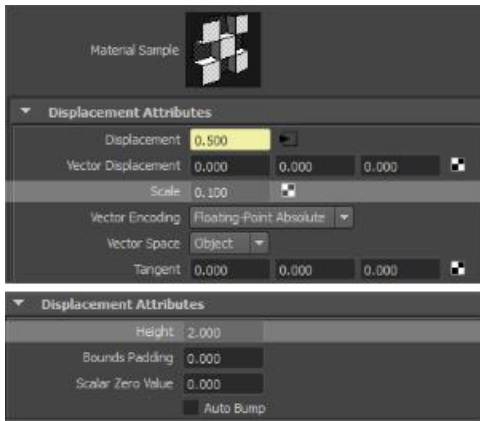 Material Sample
Displacement Attributes
Displacement 0.500
Vector Displacement 0.000 0.000 0.000
Scale 0.100
Vector Encoding Floating-Point Absolute
Vector Space Object
Tangent 0.000 0.000 0.000
Displacement Attributes
Height 2.000
Bounds Padding 0.000
Scalar Zero Value 0.000
Auto Bump